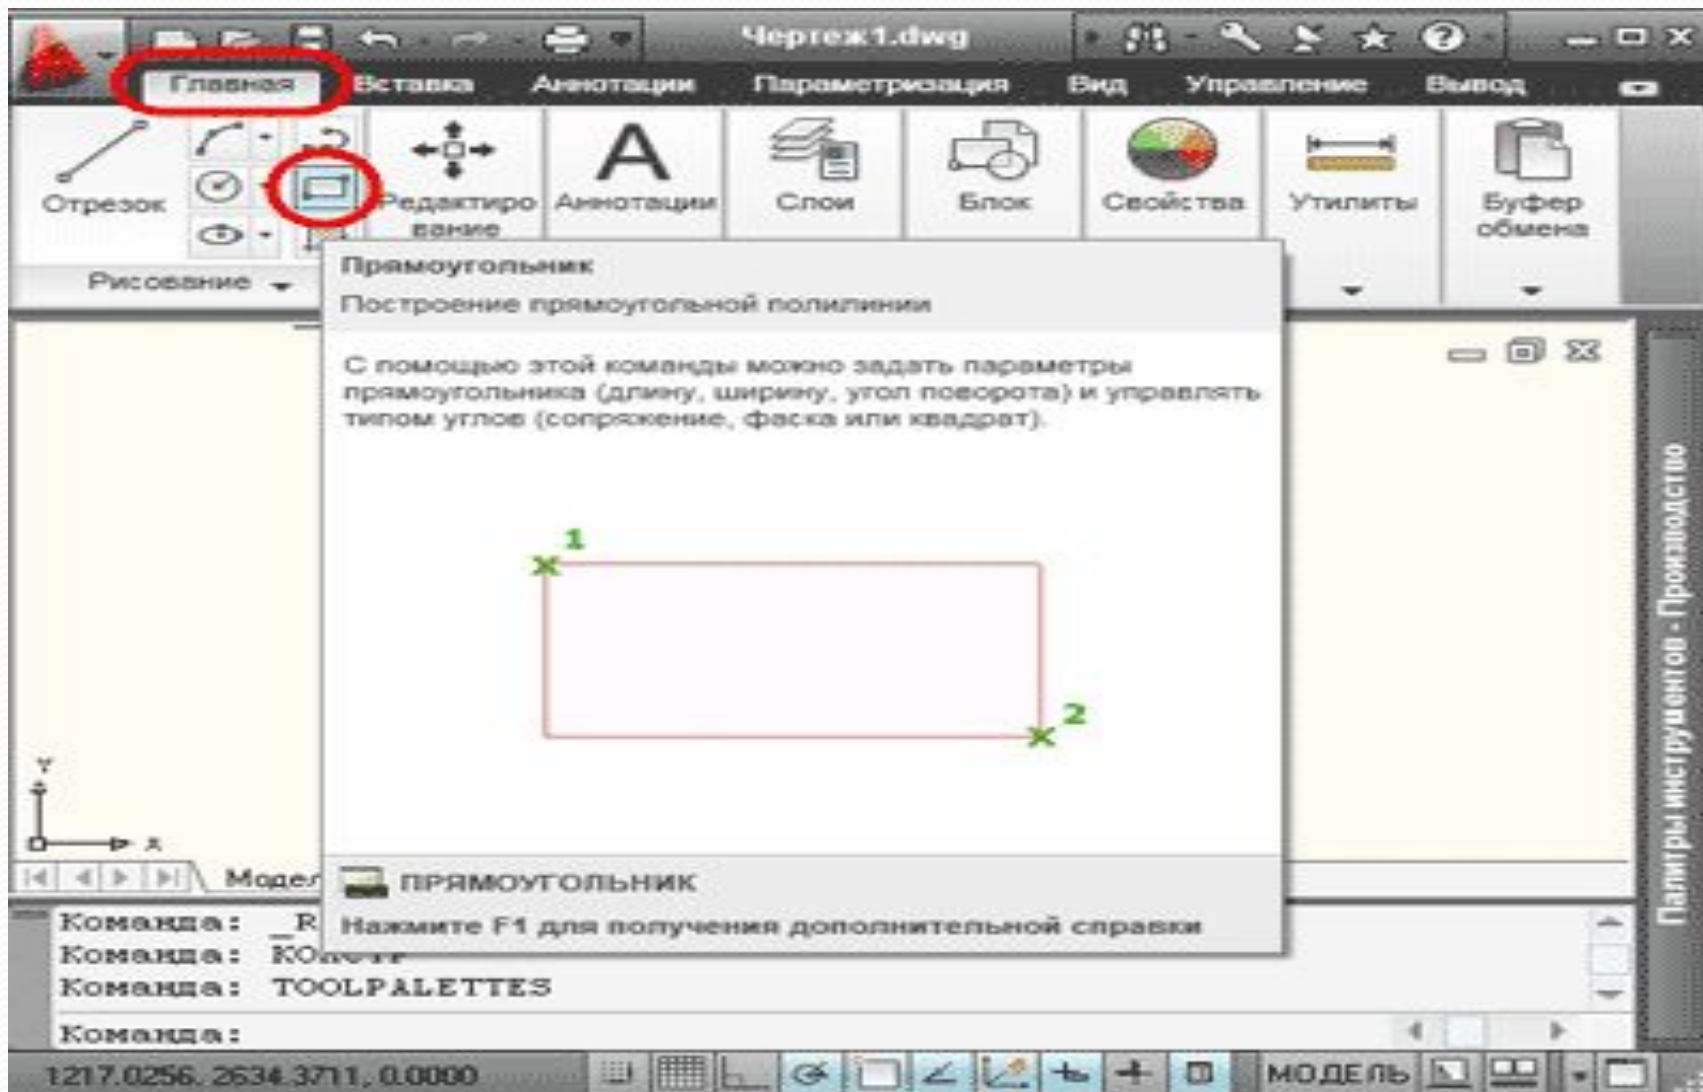 Чертеж1.dwg
Главная Вставка Аннотации Параметризация Вид Управление Вывод
Отрезок
Редактиро
вание
Аннотации
Слои
Блок
Свойства
Утилиты
Буфер
обмена
Рисование
Прямоугольник
Построение прямоугольной полилинии
С помощью этой команды можно задать параметры
прямоугольника (длину, ширину, угол поворота) и управлять
типом углов (сопряжение, фаска или квадрат).
1
2
ПРЯМОУГОЛЬНИК
Нажмите F1 для получения дополнительной справки
Y
X
Модел
Палитры инструментов - Производство
Команда: _R
Команда:
Команда: TOOLPALETTES
Команда:
1217.0256, 2634.3711, 0.0000
МОДЕЛЬ